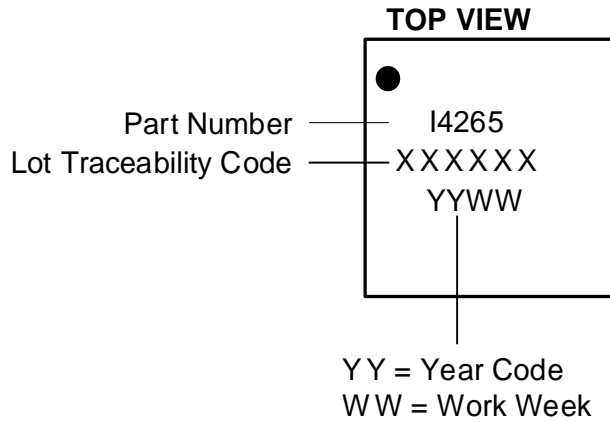 TOP VIEW
Part Number
I4265
Lot Traceability Code
XXXXXX
YYWW
YY = Year Code
WW = Work Week